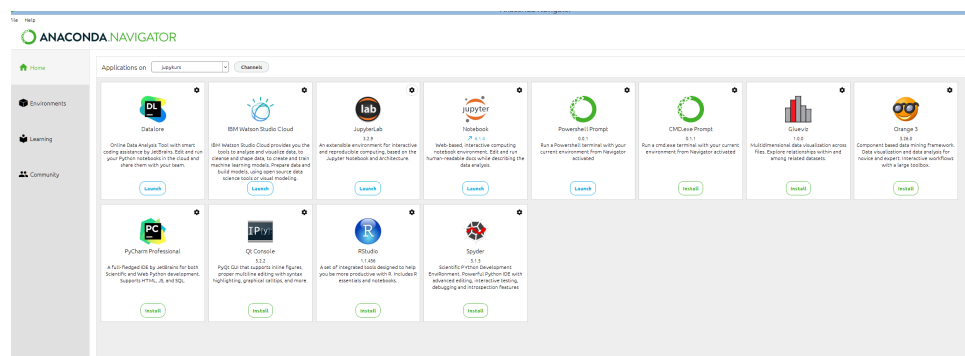 File Help
ANACONDA.NAVIGATOR
Home
Environments
Learning
Community
Applications on jupykurs Channels
DL
Datalore
Online Data Analysis Tool with smart
coding assistance by JetBrains. Edit and run
your Python notebooks in the cloud and
share them with your team.
Launch
IBM Watson Studio Cloud
IBM Watson Studio Cloud provides you the
tools to analyze and visualize data, to
cleanse and shape data, to create and train
machine learning models. Prepare data and
build models, using open source data
science tools or visual modeling.
Launch
lab
JupyterLab
3.2.9
An extensible environment for interactive
and reproducible computing, based on the
Jupyter Notebook and Architecture.
Launch
jupyter
Notebook
6.1.4
Web-based, interactive computing
notebook environment. Edit and run
human-readable docs while describing the
data analysis.
Launch
Powershell Prompt
0.0.1
Run a Powershell terminal with your
current environment from Navigator
activated
Launch
CMD.exe Prompt
0.1.1
Run a cmd.exe terminal with your current
environment from Navigator activated
Install
Glueviz
1.0.0
Multidimensional data visualization across
files. Explore relationships within and
among related datasets.
Install
Orange 3
3.26.0
Component based data mining framework.
Data visualization and data analysis for
novice and expert. Interactive workflows
with a large toolbox.
Install
PC
PyCharm Professional
A full-fledged IDE by JetBrains for both
Scientific and Web Python development.
Supports HTML, JS, and SQL.
Install
IP[y]:
Qt Console
5.2.2
PyQt GUI that supports inline figures,
proper multiline editing with syntax
highlighting, graphical calltips, and more.
Install
R
RStudio
1.1.456
A set of integrated tools designed to help
you be more productive with R. Includes R
essentials and notebooks.
Install
Spyder
5.1.5
Scientific PYthon Development
EnviRonment. Powerful Python IDE with
advanced editing, interactive testing,
debugging and introspection features
Install